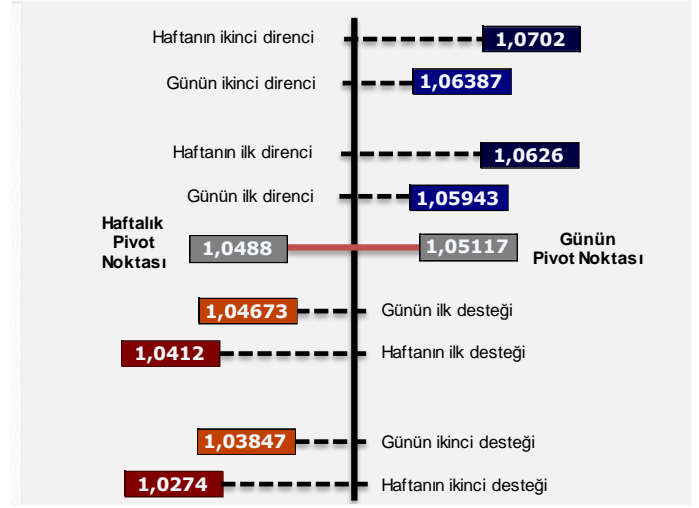 Haftanın ikinci direnci 1,0702
Günün ikinci direnci 1,06387
Haftanın ilk direnci 1,0626
Günün ilk direnci 1,05943
Haftalık
Pivot
Noktası
1,0488
1,05117
Günün
Pivot Noktası
1,04673 Günün ilk desteği
1,0412 Haftanın ilk desteği
1,03847 Günün ikinci desteği
1,0274 Haftanın ikinci desteği